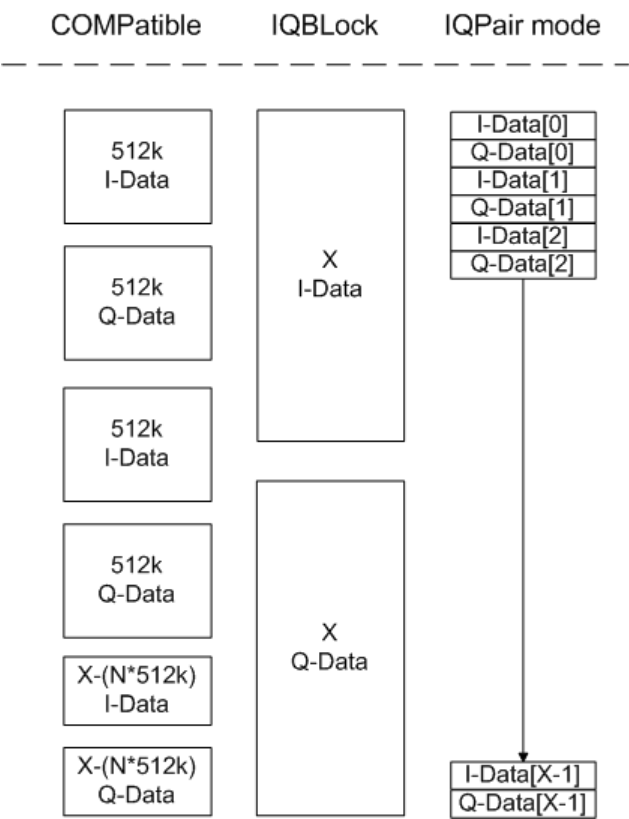 COMPatible
IQBLock
IQPair mode
512k
I-Data
512k
Q-Data
512k
I-Data
512k
Q-Data
X-(N*512k)
I-Data
X-(N*512k)
Q-Data
X
I-Data
X
Q-Data
I-Data[0]
Q-Data[0]
I-Data[1]
Q-Data[1]
I-Data[2]
Q-Data[2]
I-Data[X-1]
Q-Data[X-1]